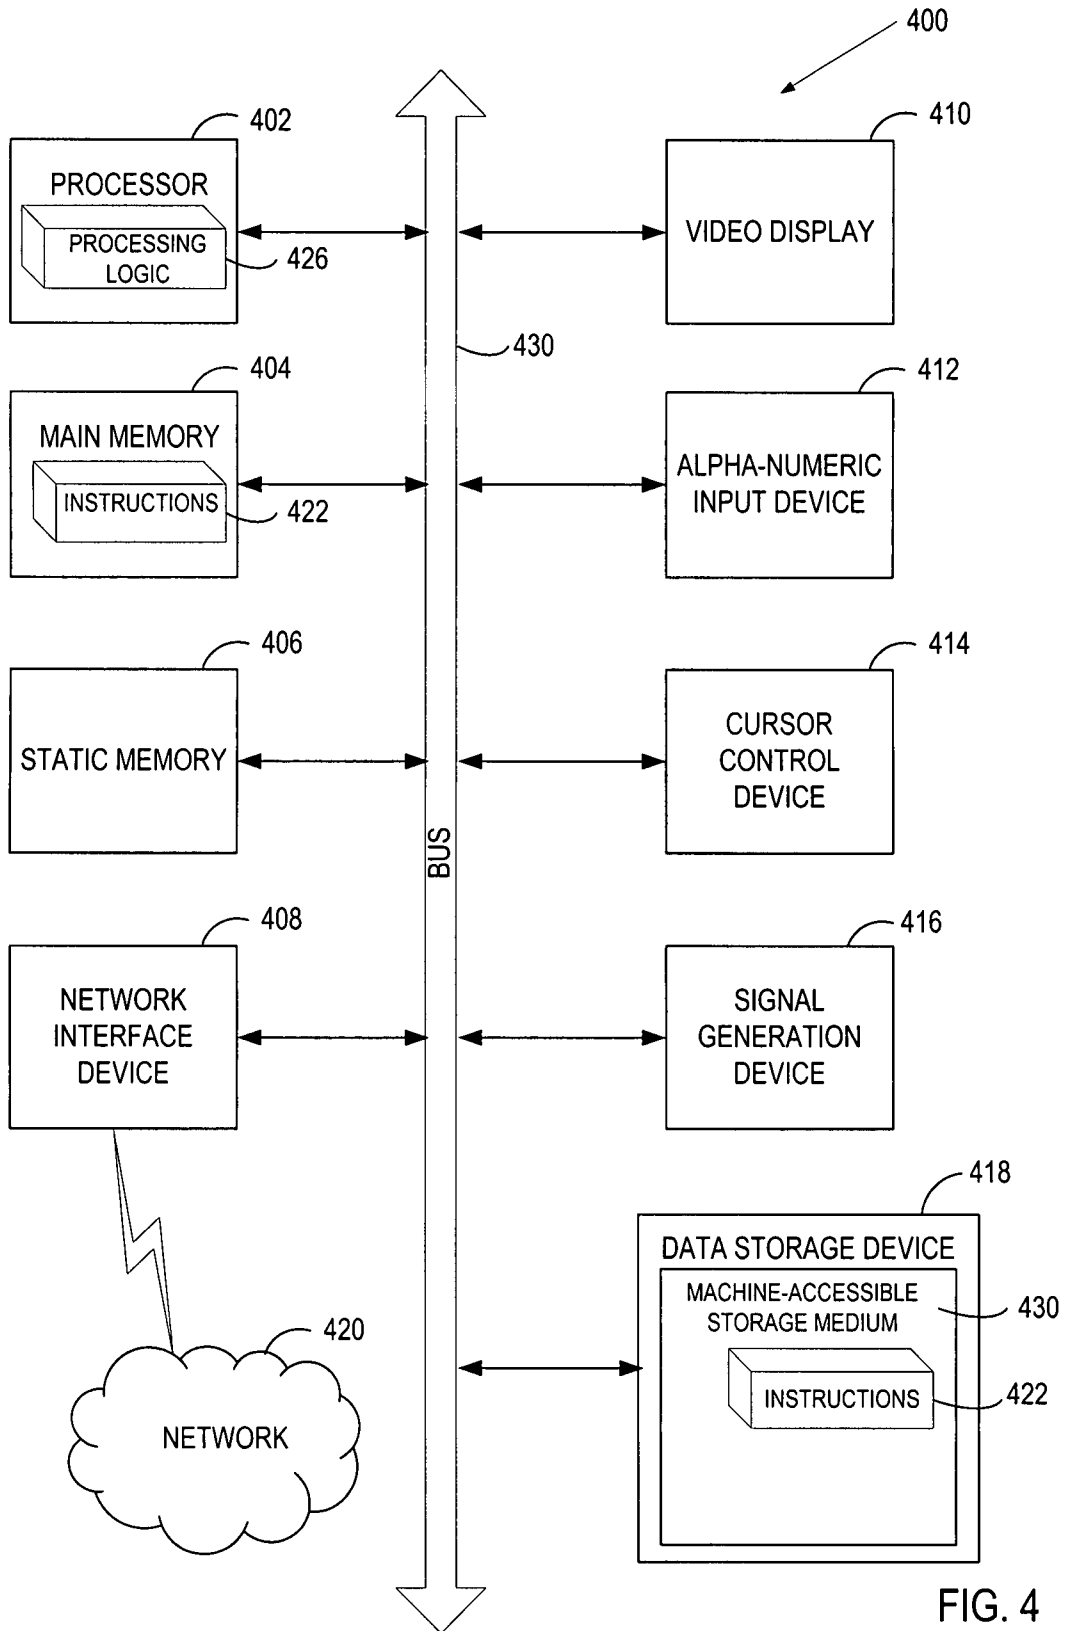 400
402
PROCESSOR
PROCESSING
LOGIC
426
410
VIDEO DISPLAY
430
404
MAIN MEMORY
INSTRUCTIONS
422
412
ALPHA-NUMERIC
INPUT DEVICE
406
STATIC MEMORY
414
CURSOR
CONTROL
DEVICE
BUS
408
NETWORK
INTERFACE
DEVICE
416
SIGNAL
GENERATION
DEVICE
418
DATA STORAGE DEVICE
MACHINE-ACCESSIBLE
STORAGE MEDIUM
430
INSTRUCTIONS
422
420
NETWORK
FIG. 4